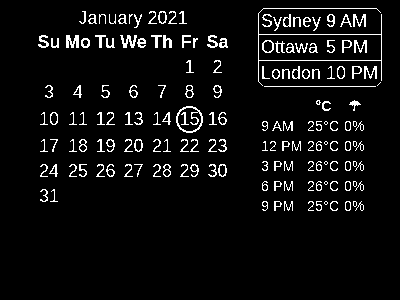 January 2021
Su Mo Tu We Th Fr Sa
1 2
3 4 5 6 7 8 9
10 11 12 13 14 15 16
17 18 19 20 21 22 23
24 25 26 27 28 29 30
31
Sydney 9 AM
Ottawa 5 PM
London 10 PM
°C ☂
9 AM 25°C 0%
12 PM 26°C 0%
3 PM 26°C 0%
6 PM 26°C 0%
9 PM 25°C 0%